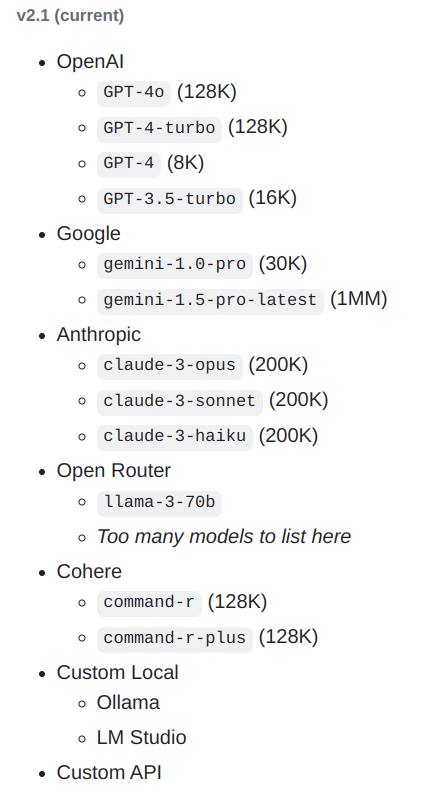 v2.1 (current)
OpenAI
GPT-4o (128K)
GPT-4-turbo (128K)
GPT-4 (8K)
GPT-3.5-turbo (16K)
Google
gemini-1.0-pro (30K)
gemini-1.5-pro-latest (1MM)
Anthropic
claude-3-opus (200K)
claude-3-sonnet (200K)
claude-3-haiku (200K)
Open Router
llama-3-70b
Too many models to list here
Cohere
command-r (128K)
command-r-plus (128K)
Custom Local
Ollama
LM Studio
Custom API